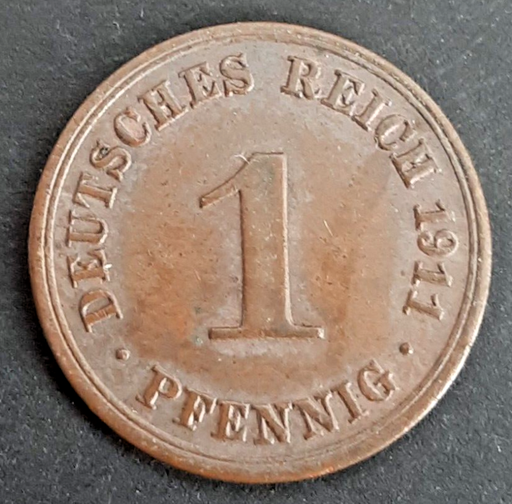 DEUTSCHES REICH 1911
1
· PFENNIG ·